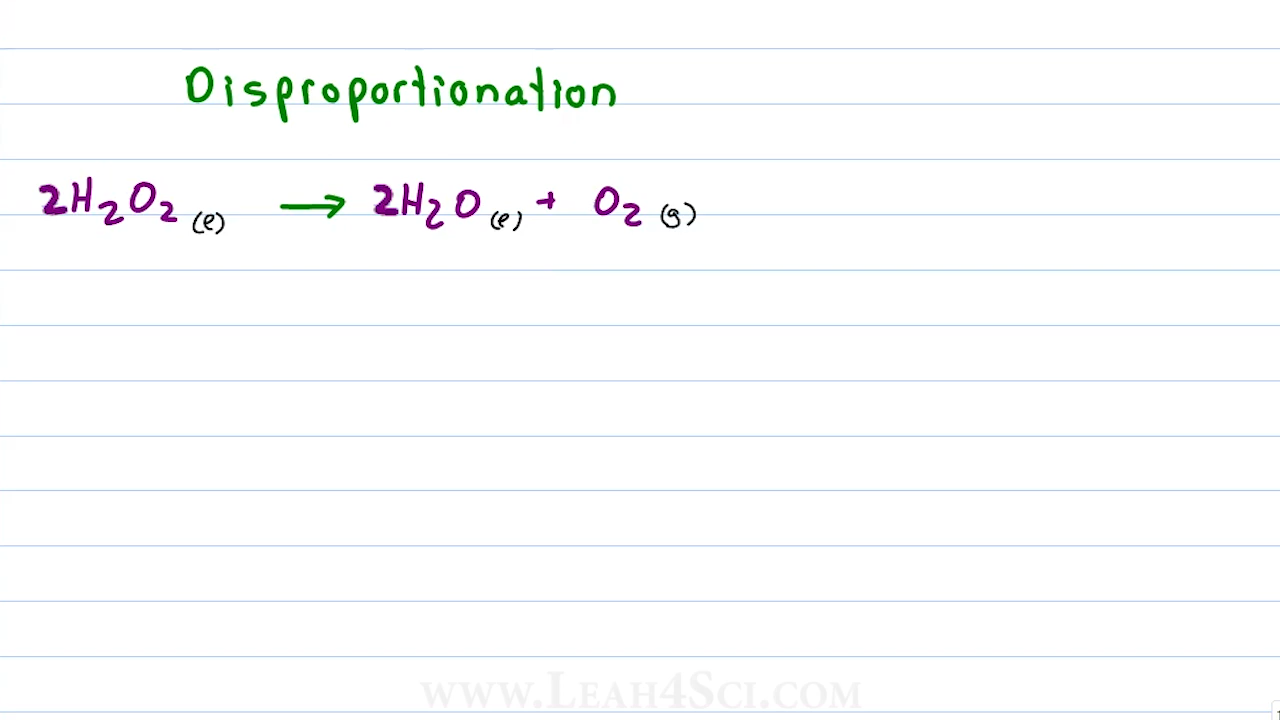 Disproportionation
2H₂O₂ (l) → 2H₂O (l) + O₂ (g)
www.Leah4Sci.com